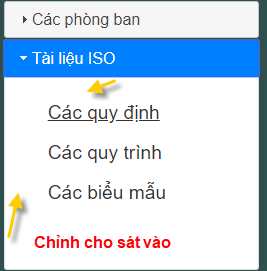 Các phòng ban
Tài liệu ISO
Các quy định
Các quy trình
Các biểu mẫu
Chỉnh cho sát vào